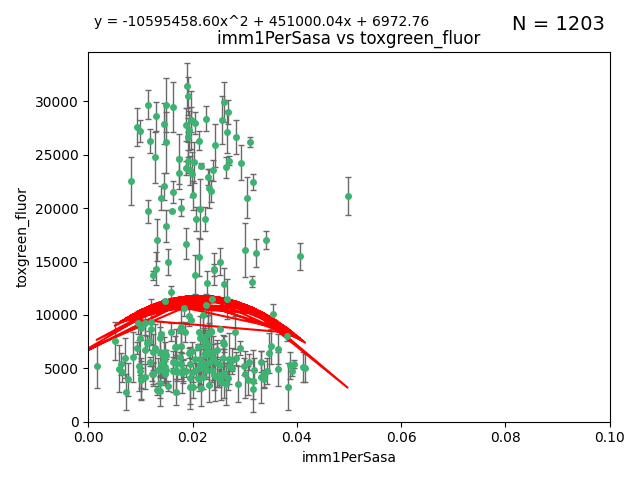 y = -10595458.60x^2 + 451000.04x + 6972.76
N = 1203
imm1PerSasa vs toxgreen_fluor
toxgreen_fluor
30000
25000
20000
15000
10000
5000
0
0.00 0.02 0.04 0.06 0.08 0.10
imm1PerSasa